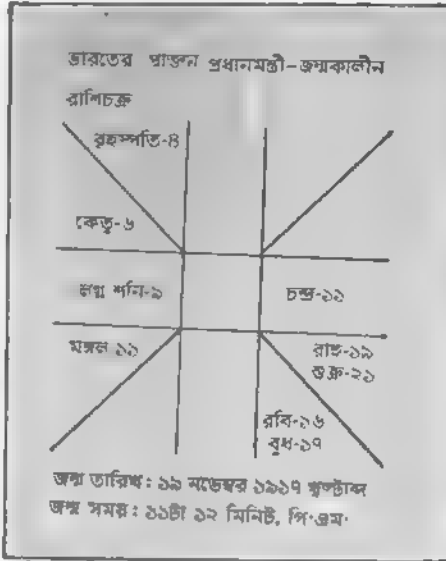 ভারতের প্রাক্তন প্রধানমন্ত্রী-জন্মকালীন
রাশিচক্র
বৃহস্পতি-৪
কেতু-৬
লগ্ন শনি-৯
চন্দ্র-১১
মঙ্গল ১১
রাহু-১৯
শুক্র-২১
রবি-১৬
বুধ-১৭
জন্ম তারিখ : ১৯ নভেম্বর ১৯১৭ খৃস্টাব্দ
জন্ম সময় : ১১টা ১২ মিনিট, পি·এম·